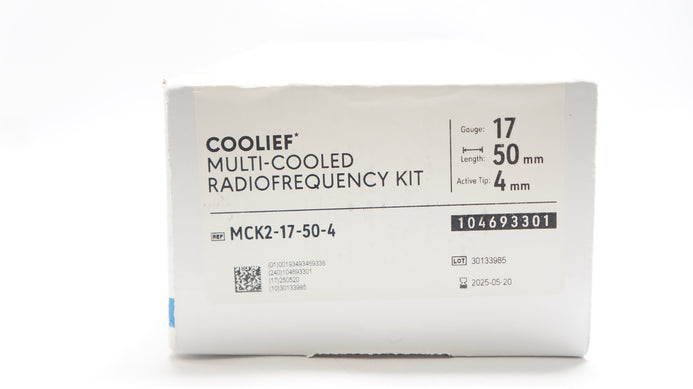 COOLIEF*
MULTI-COOLED
RADIOFREQUENCY KIT
Gauge: 17
Length: 50 mm
Active Tip: 4 mm
REF MCK2-17-50-4
104693301
(01)00193493469336
(240)104693301
(17)250520
(10)30133985
LOT 30133985
2025-05-20